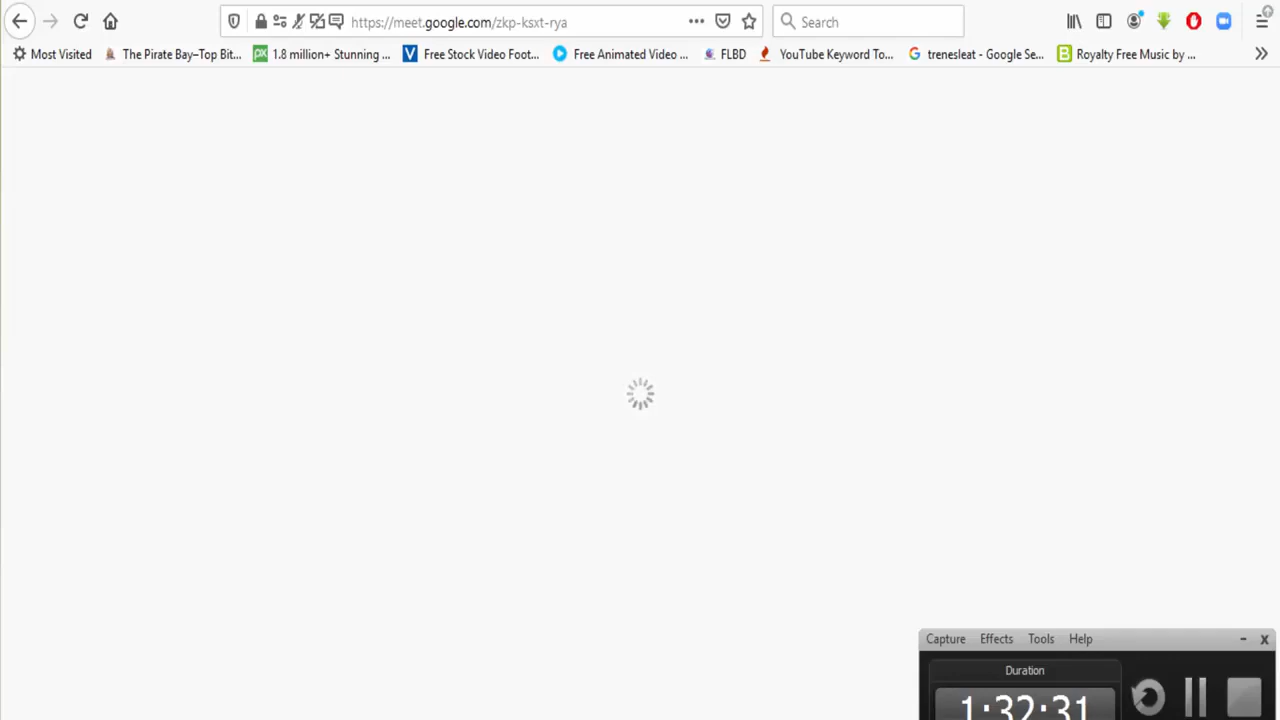 https://meet.google.com/zkp-ksxt-rya
Search
Most Visited
The Pirate Bay–Top Bit...
px
1.8 million+ Stunning ...
V
Free Stock Video Foot...
Free Animated Video ...
FLBD
YouTube Keyword To...
G
trenesleat - Google Se...
B
Royalty Free Music by ...
Capture Effects Tools Help
Duration
1:32:31